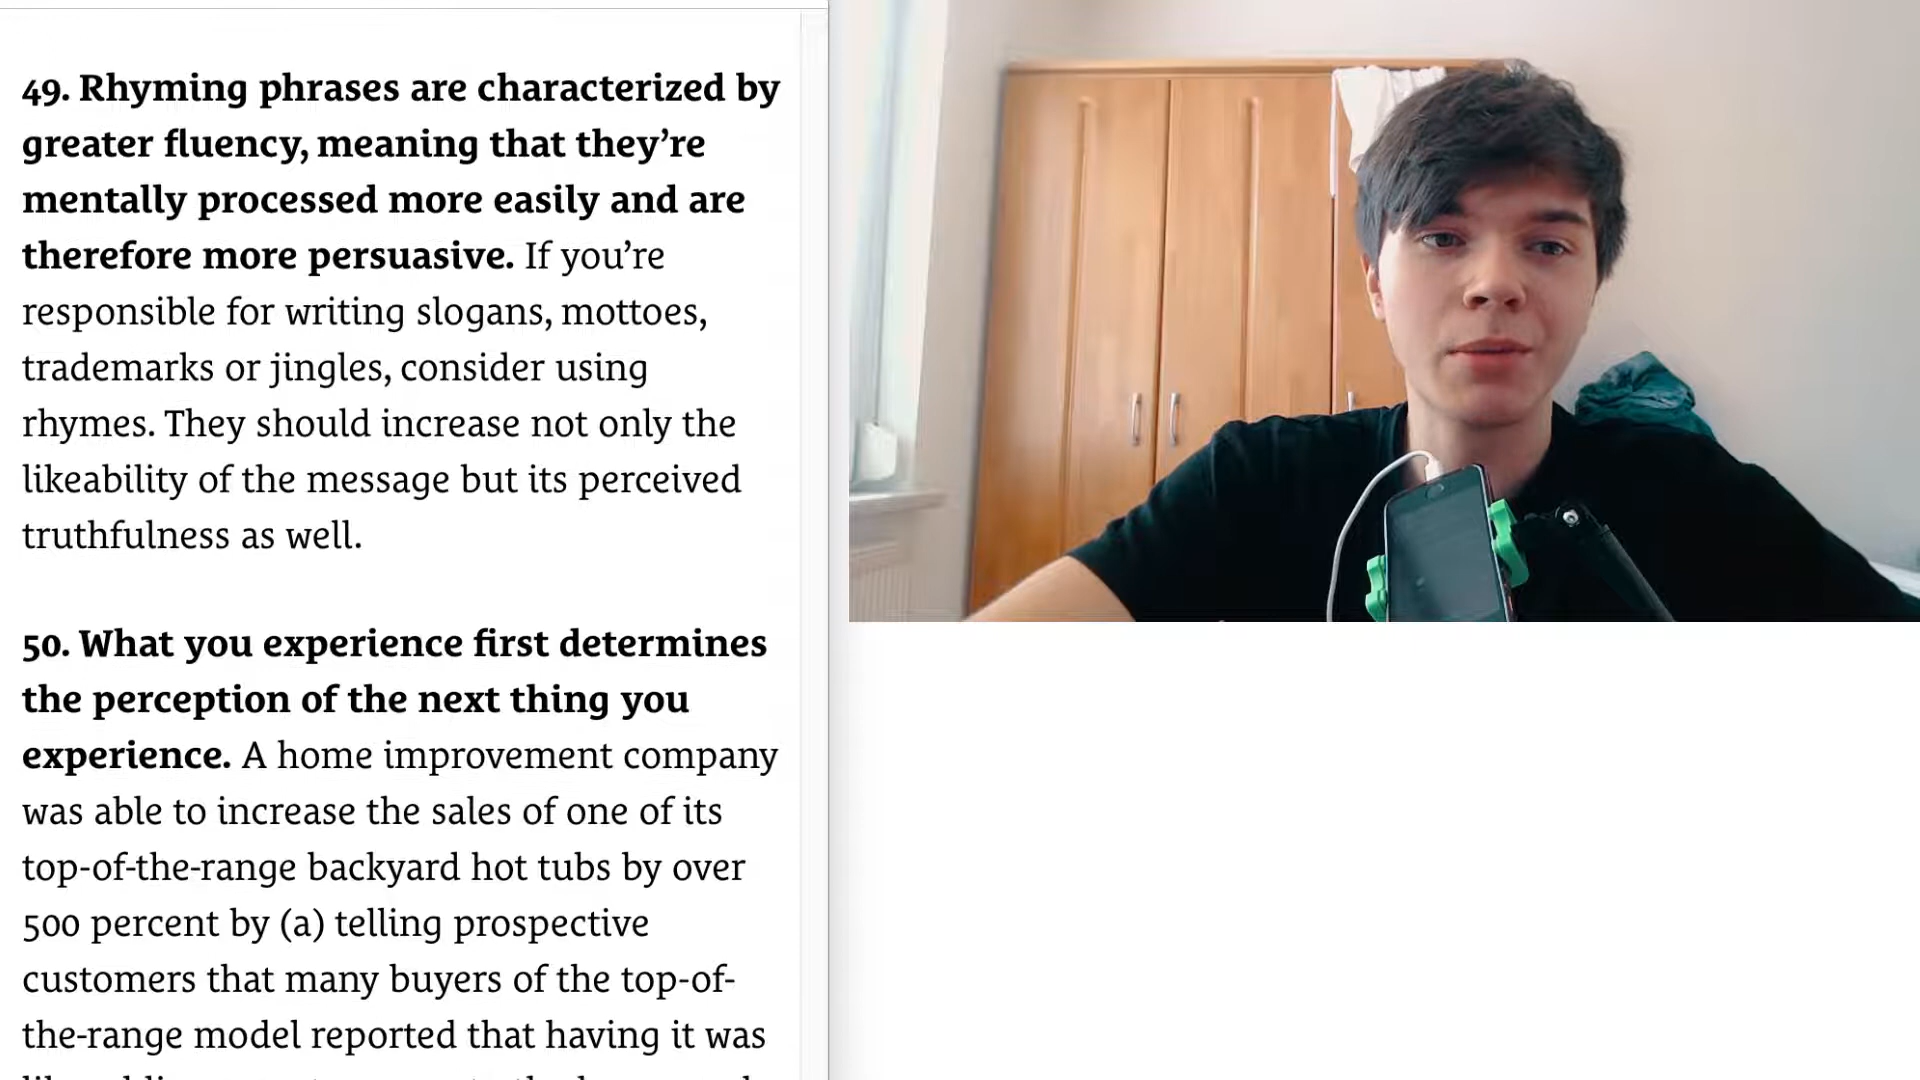 49. Rhyming phrases are characterized by
greater fluency, meaning that they’re
mentally processed more easily and are
therefore more persuasive. If you’re
responsible for writing slogans, mottoes,
trademarks or jingles, consider using
rhymes. They should increase not only the
likeability of the message but its perceived
truthfulness as well.
50. What you experience first determines
the perception of the next thing you
experience. A home improvement company
was able to increase the sales of one of its
top-of-the-range backyard hot tubs by over
500 percent by (a) telling prospective
customers that many buyers of the top-of-
the-range model reported that having it was